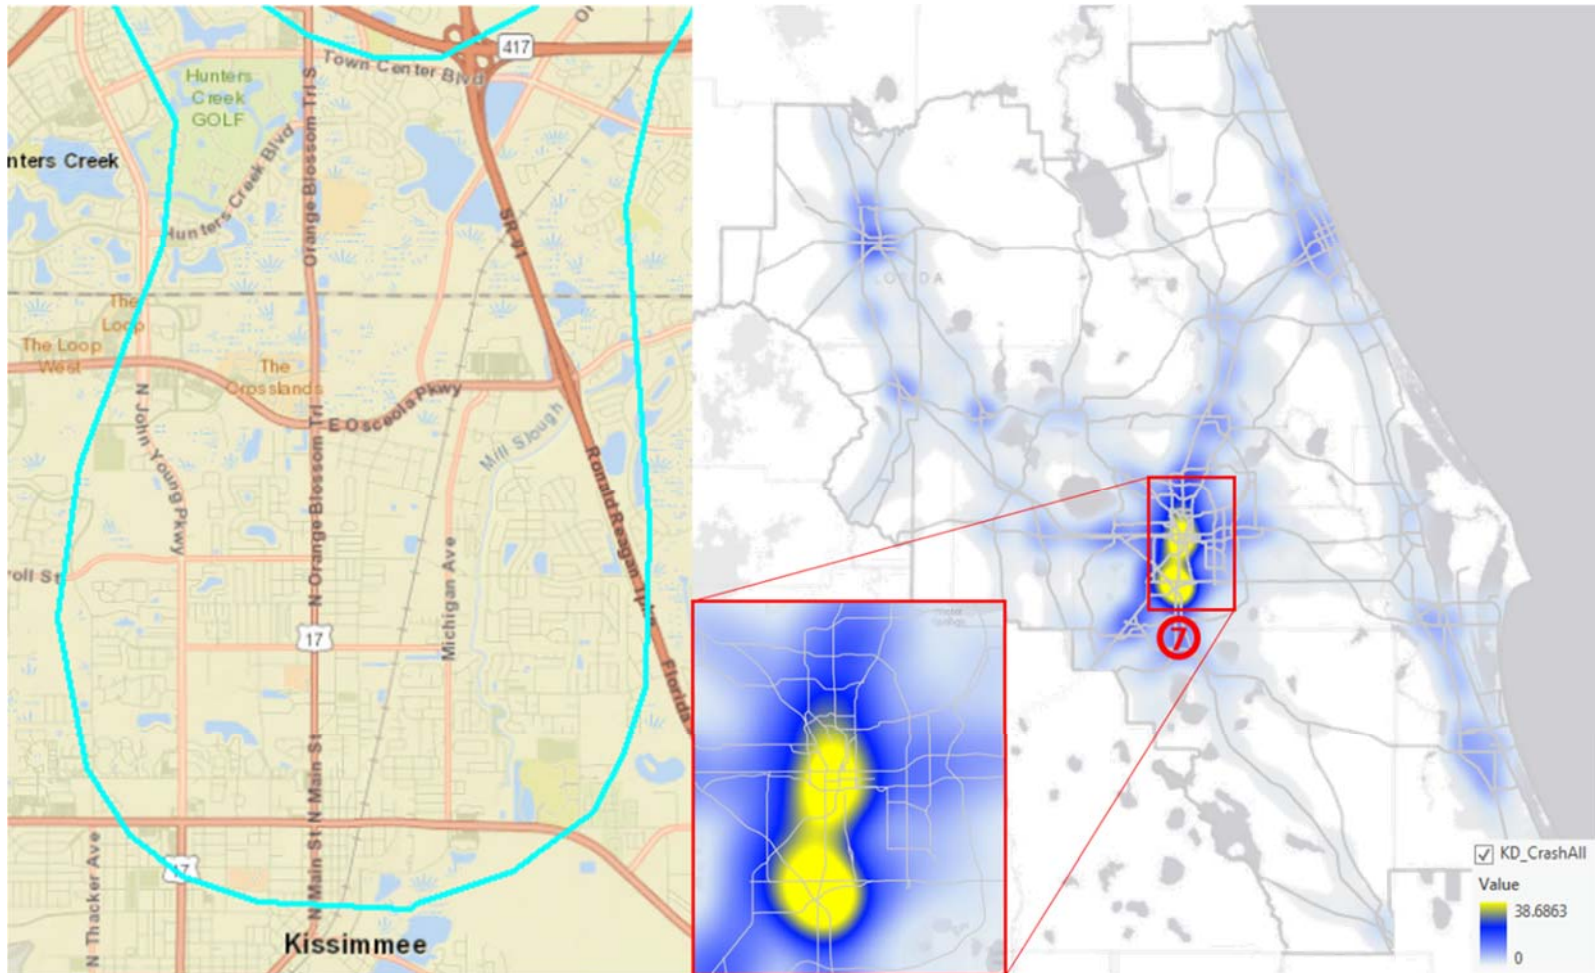 417
Town Center Blvd
Hunters
Creek
GOLF
Orange Blossom Trl S
nters Creek
Hunters Creek Blvd
SR 91
The
Loop
The Loop
West
The
Crosslands
E Osceola Pkwy
N John Young Pkwy
N Orange Blossom Trl
Mill Slough
Ronald Reagan Tpke
Michigan Ave
roll St
17
Florida
N Main St
N Main St
17
N Thacker Ave
Kissimmee
7
KD_CrashAll
Value
38.6863
0